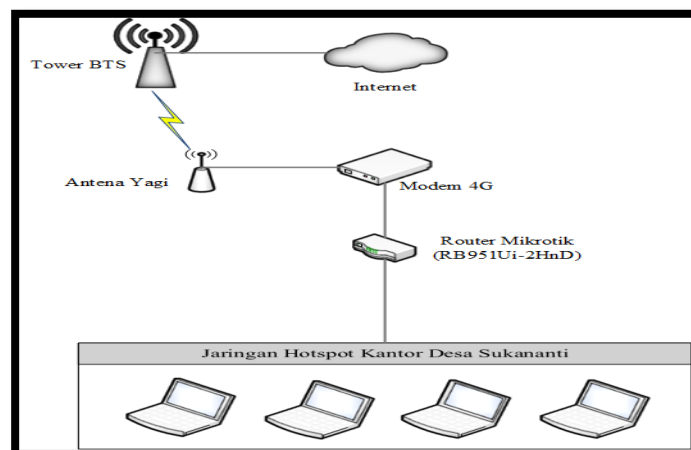 Tower BTS
Internet
Antena Yagi
Modem 4G
Router Mikrotik
(RB951Ui-2HnD)
Jaringan Hotspot Kantor Desa Sukananti